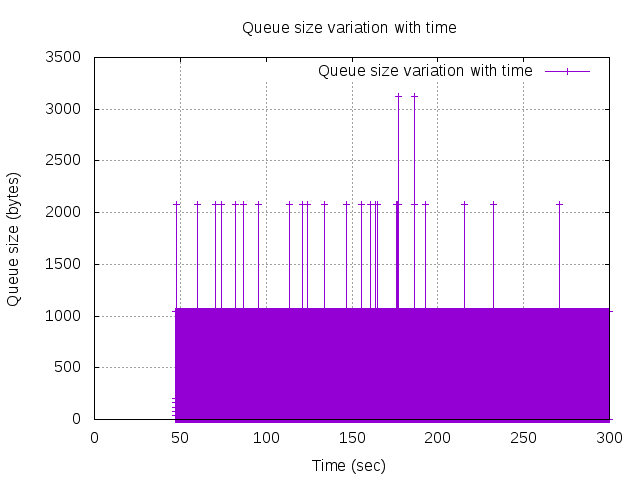 Queue size variation with time
3500
Queue size variation with time
3000
2500
2000
1500
1000
500
0
Queue size (bytes)
0 50 100 150 200 250 300
Time (sec)